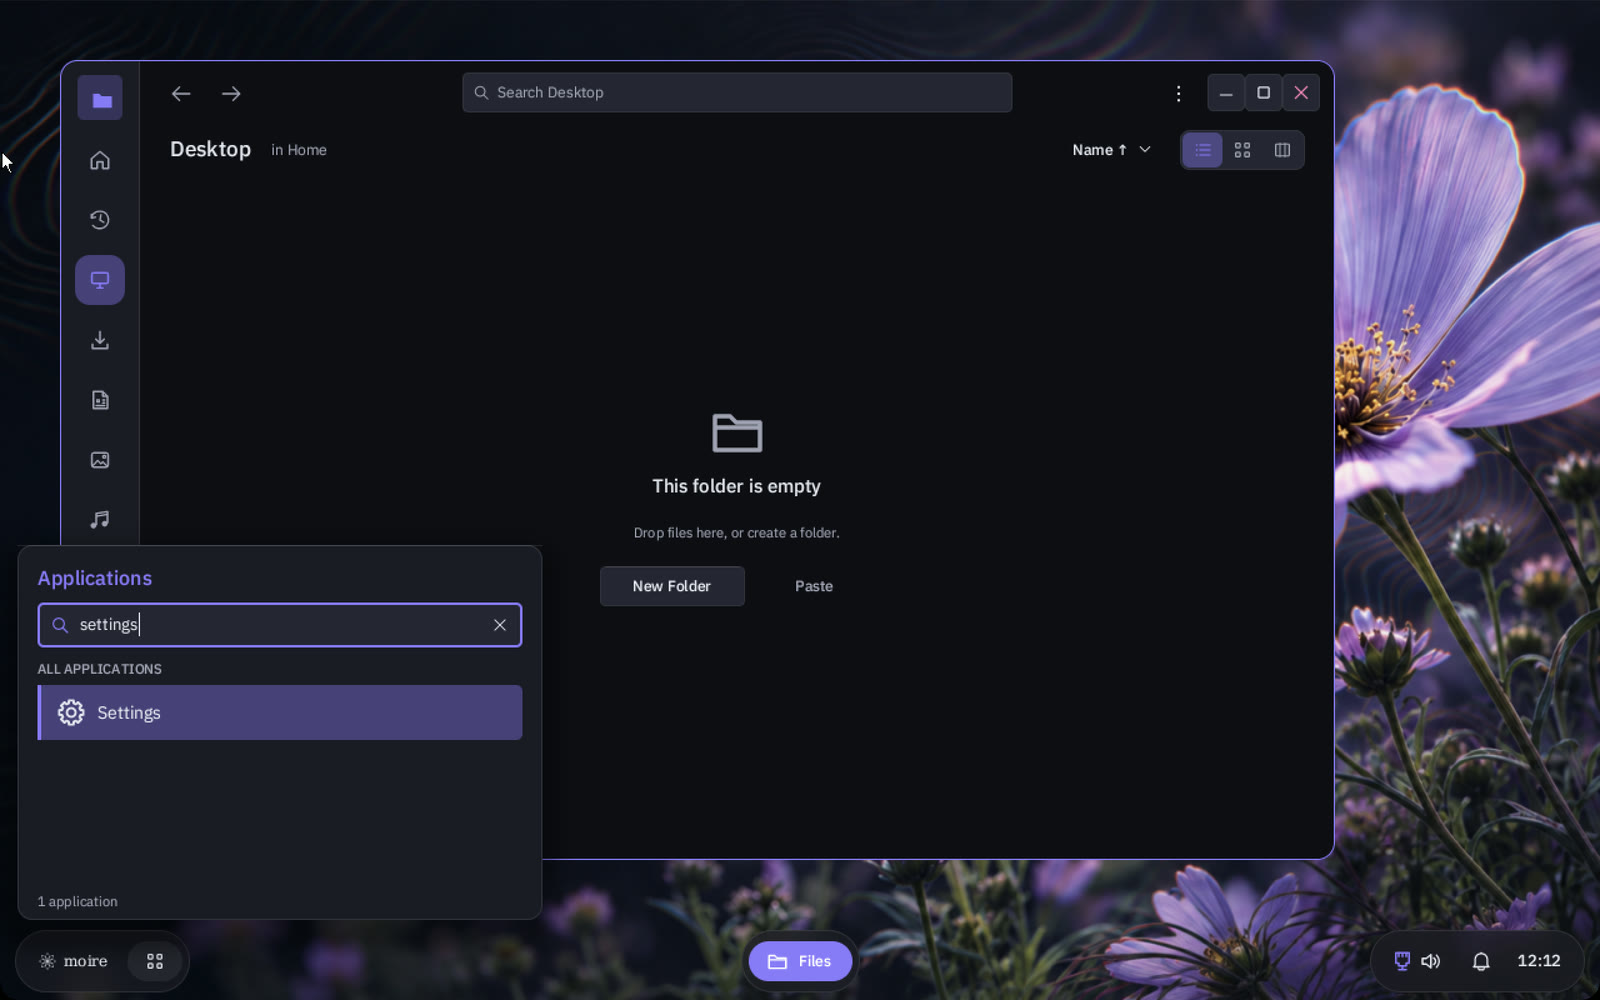 Search Desktop
Desktop in Home
Name ↑
This folder is empty
Drop files here, or create a folder.
New Folder Paste
Applications
settings
ALL APPLICATIONS
Settings
1 application
moire
Files
12:12